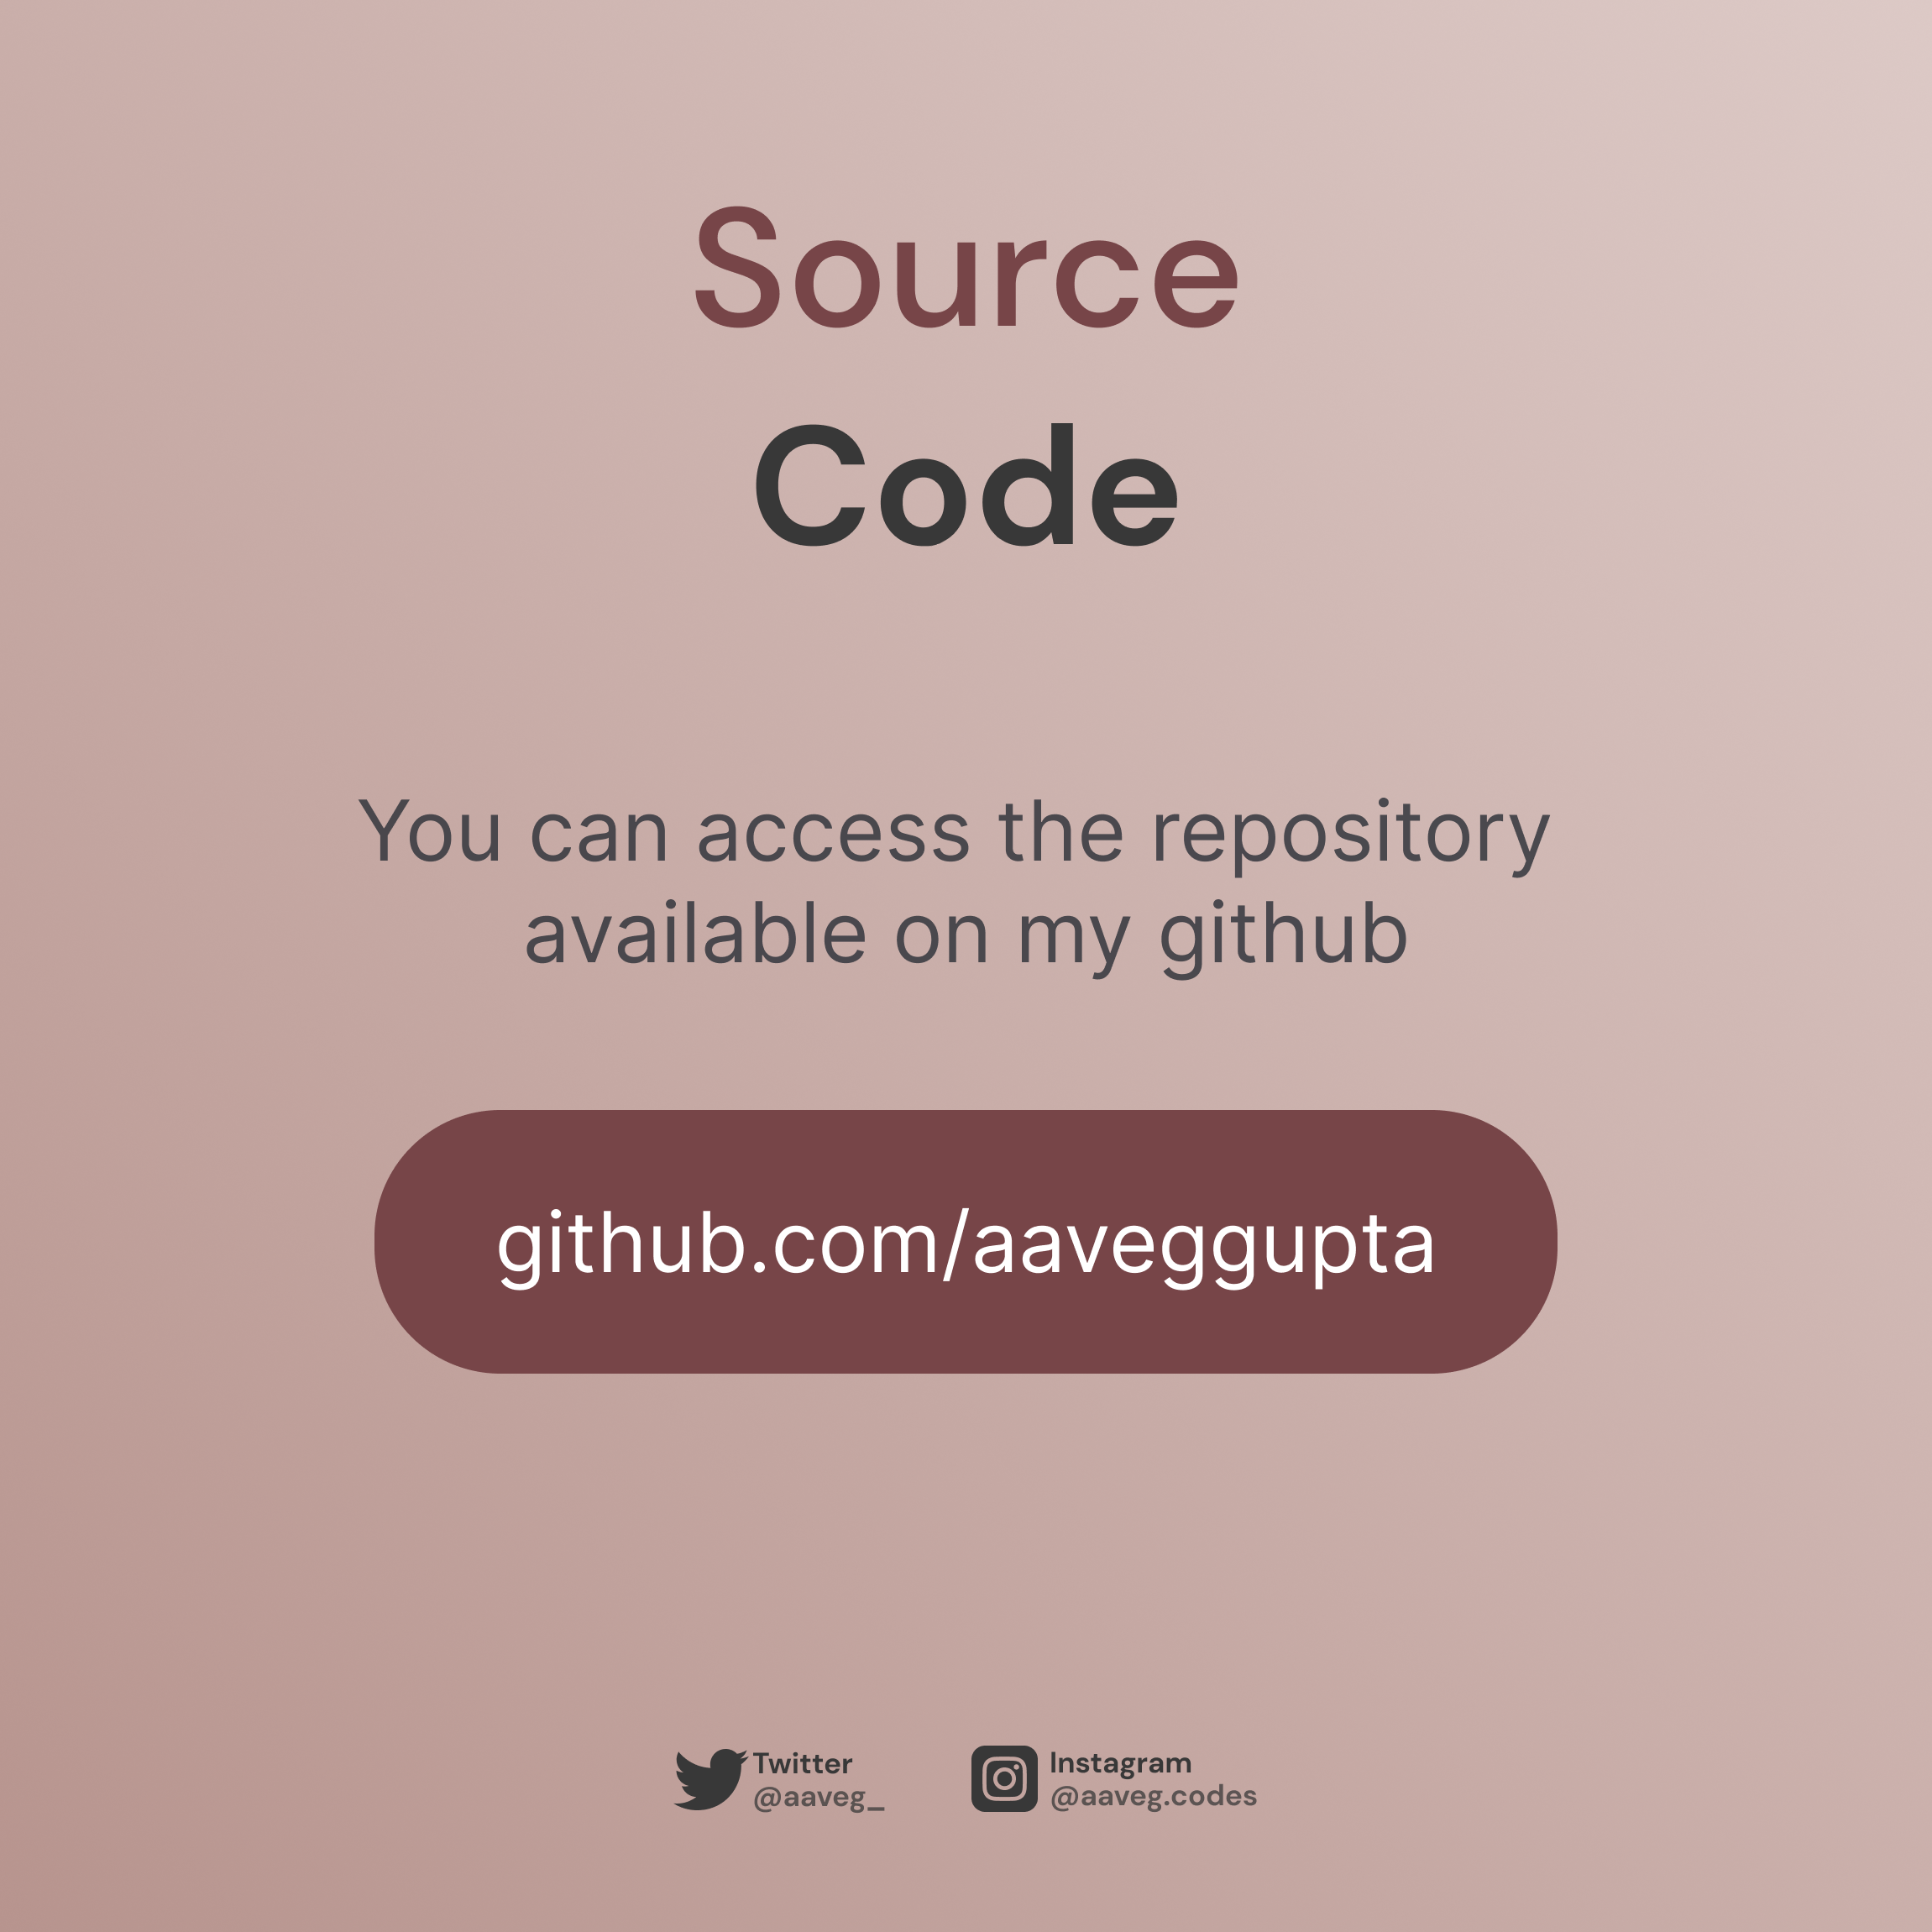 Source
Code
You can access the repository
available on my github
github.com/aaveggupta
Twitter
@aaveg_
Instagram
@aaveg.codes